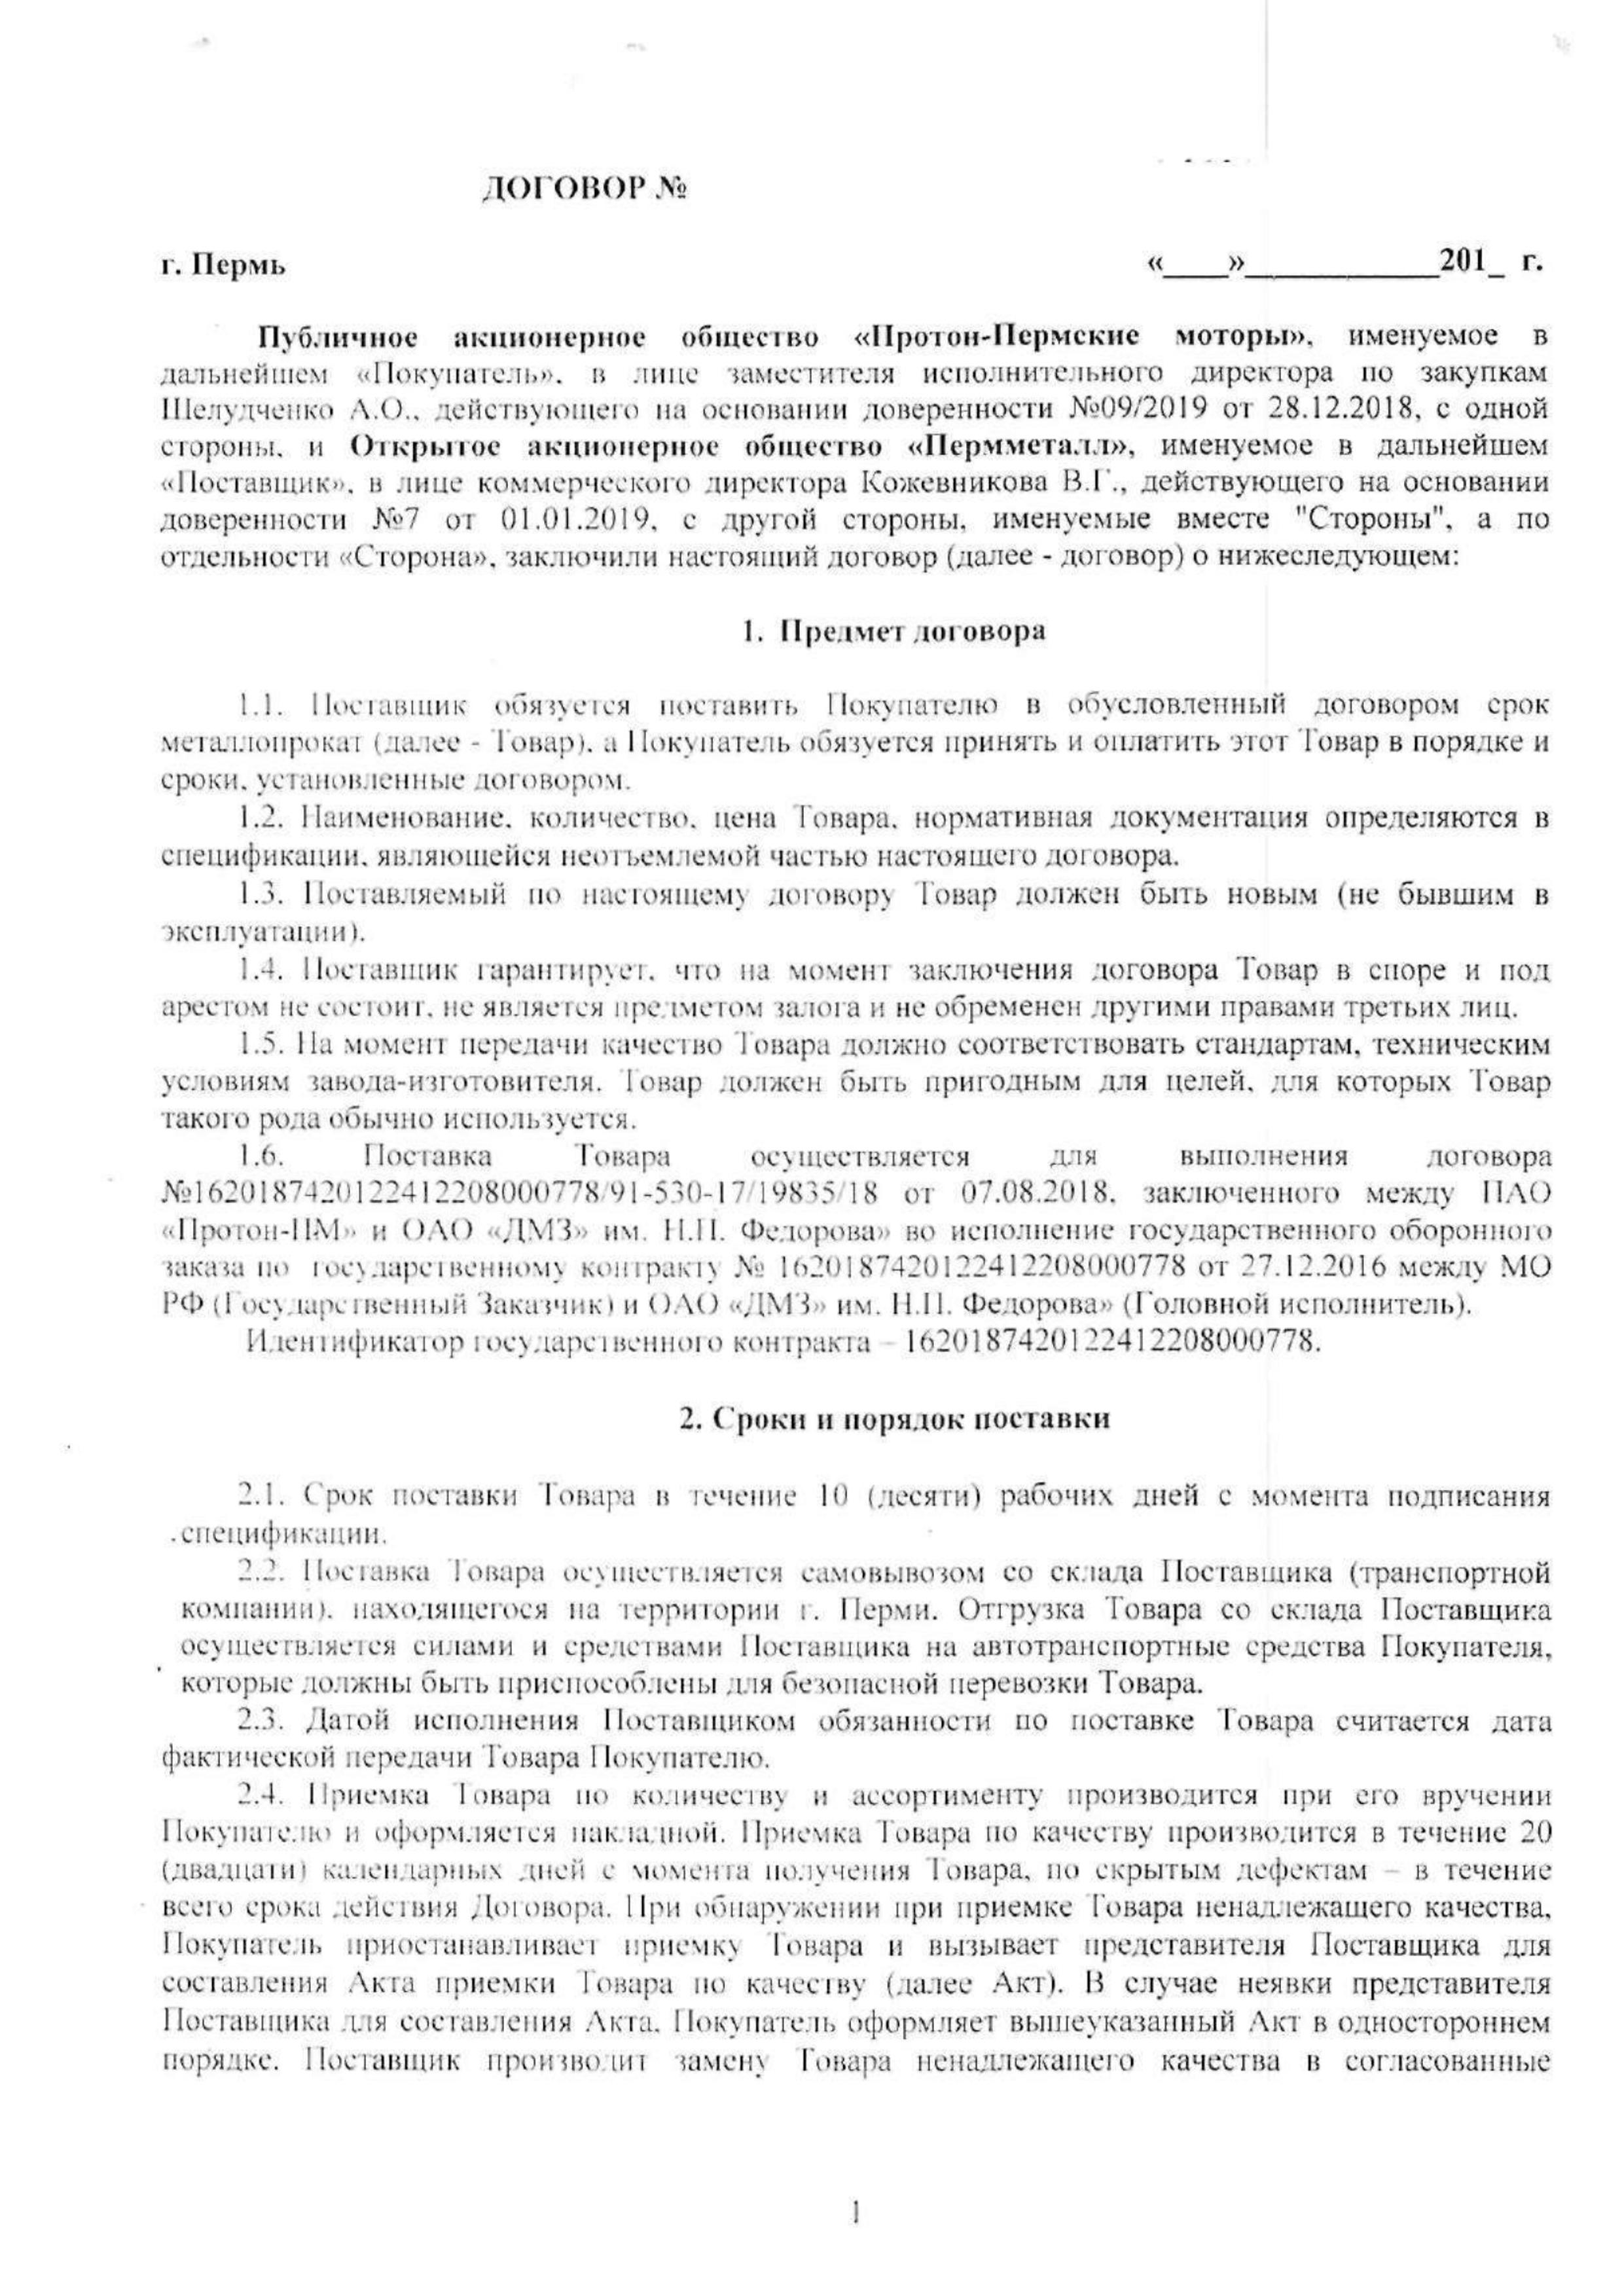 ДОГОВОР №
г. Пермь «____»____________201_ г.
Публичное акционерное общество «Протон-Пермские моторы», именуемое в
дальнейшем «Покупатель», в лице заместителя исполнительного директора по закупкам
Шелудченко А.О., действующего на основании доверенности №09/2019 от 28.12.2018, с одной
стороны, и Открытое акционерное общество «Пермметалл», именуемое в дальнейшем
«Поставщик», в лице коммерческого директора Кожевникова В.Г., действующего на основании
доверенности №7 от 01.01.2019, с другой стороны, именуемые вместе "Стороны", а по
отдельности «Сторона», заключили настоящий договор (далее - договор) о нижеследующем:
1. Предмет договора
1.1. Поставщик обязуется поставить Покупателю в обусловленный договором срок
металлопрокат (далее - Товар), а Покупатель обязуется принять и оплатить этот Товар в порядке и
сроки, установленные договором.
1.2. Наименование, количество, цена Товара, нормативная документация определяются в
спецификации, являющейся неотъемлемой частью настоящего договора.
1.3. Поставляемый по настоящему договору Товар должен быть новым (не бывшим в
эксплуатации).
1.4. Поставщик гарантирует, что на момент заключения договора Товар в споре и под
арестом не состоит, не является предметом залога и не обременен другими правами третьих лиц.
1.5. На момент передачи качество Товара должно соответствовать стандартам, техническим
условиям завода-изготовителя. Товар должен быть пригодным для целей, для которых Товар
такого рода обычно используется.
1.6. Поставка Товара осуществляется для выполнения договора
№1620187420122412208000778/91-530-17/19835/18 от 07.08.2018, заключенного между ПАО
«Протон-ПМ» и ОАО «ДМЗ» им. Н.П. Федорова» во исполнение государственного оборонного
заказа по государственному контракту № 1620187420122412208000778 от 27.12.2016 между МО
РФ (Государственный Заказчик) и ОАО «ДМЗ» им. Н.П. Федорова» (Головной исполнитель).
Идентификатор государственного контракта – 1620187420122412208000778.
2. Сроки и порядок поставки
2.1. Срок поставки Товара в течение 10 (десяти) рабочих дней с момента подписания
спецификации.
2.2. Поставка Товара осуществляется самовывозом со склада Поставщика (транспортной
компании), находящегося на территории г. Перми. Отгрузка Товара со склада Поставщика
осуществляется силами и средствами Поставщика на автотранспортные средства Покупателя,
которые должны быть приспособлены для безопасной перевозки Товара.
2.3. Датой исполнения Поставщиком обязанности по поставке Товара считается дата
фактической передачи Товара Покупателю.
2.4. Приемка Товара по количеству и ассортименту производится при его вручении
Покупателю и оформляется накладной. Приемка Товара по качеству производится в течение 20
(двадцати) календарных дней с момента получения Товара, по скрытым дефектам – в течение
всего срока действия Договора. При обнаружении при приемке Товара ненадлежащего качества,
Покупатель приостанавливает приемку Товара и вызывает представителя Поставщика для
составления Акта приемки Товара по качеству (далее Акт). В случае неявки представителя
Поставщика для составления Акта, Покупатель оформляет вышеуказанный Акт в одностороннем
порядке. Поставщик производит замену Товара ненадлежащего качества в согласованные
1